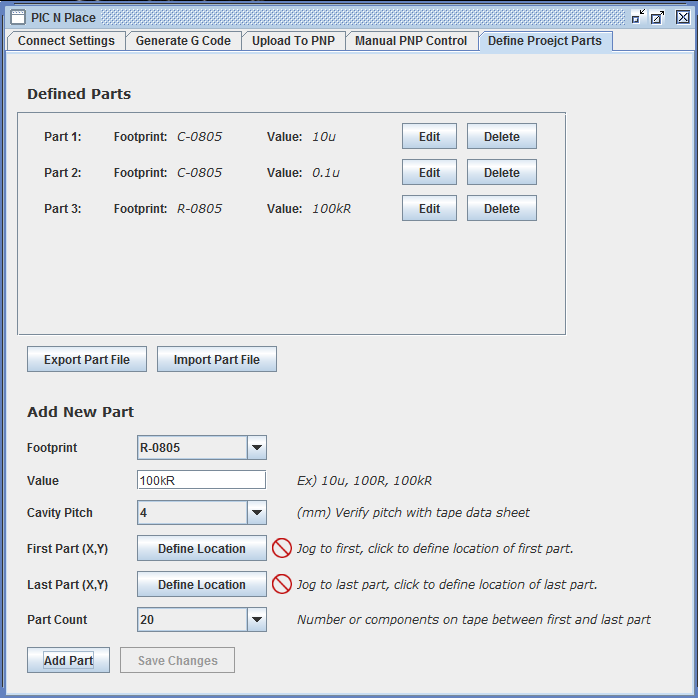 PIC N Place
Connect Settings Generate G Code Upload To PNP Manual PNP Control Define Proejct Parts
Defined Parts
Part 1: Footprint: C-0805 Value: 10u Edit Delete
Part 2: Footprint: C-0805 Value: 0.1u Edit Delete
Part 3: Footprint: R-0805 Value: 100kR Edit Delete
Export Part File Import Part File
Add New Part
Footprint R-0805
Value 100kR Ex) 10u, 100R, 100kR
Cavity Pitch 4 (mm) Verify pitch with tape data sheet
First Part (X,Y) Define Location Jog to first, click to define location of first part.
Last Part (X,Y) Define Location Jog to last part, click to define location of last part.
Part Count 20 Number or components on tape between first and last part
Add Part Save Changes